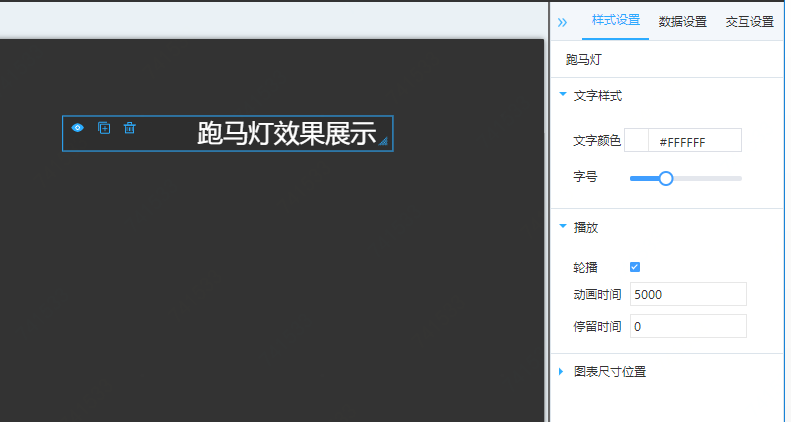 样式设置 数据设置 交互设置
跑马灯
文字样式
跑马灯效果展示
文字颜色 #FFFFFF
字号
播放
轮播
动画时间 5000
停留时间 0
图表尺寸位置